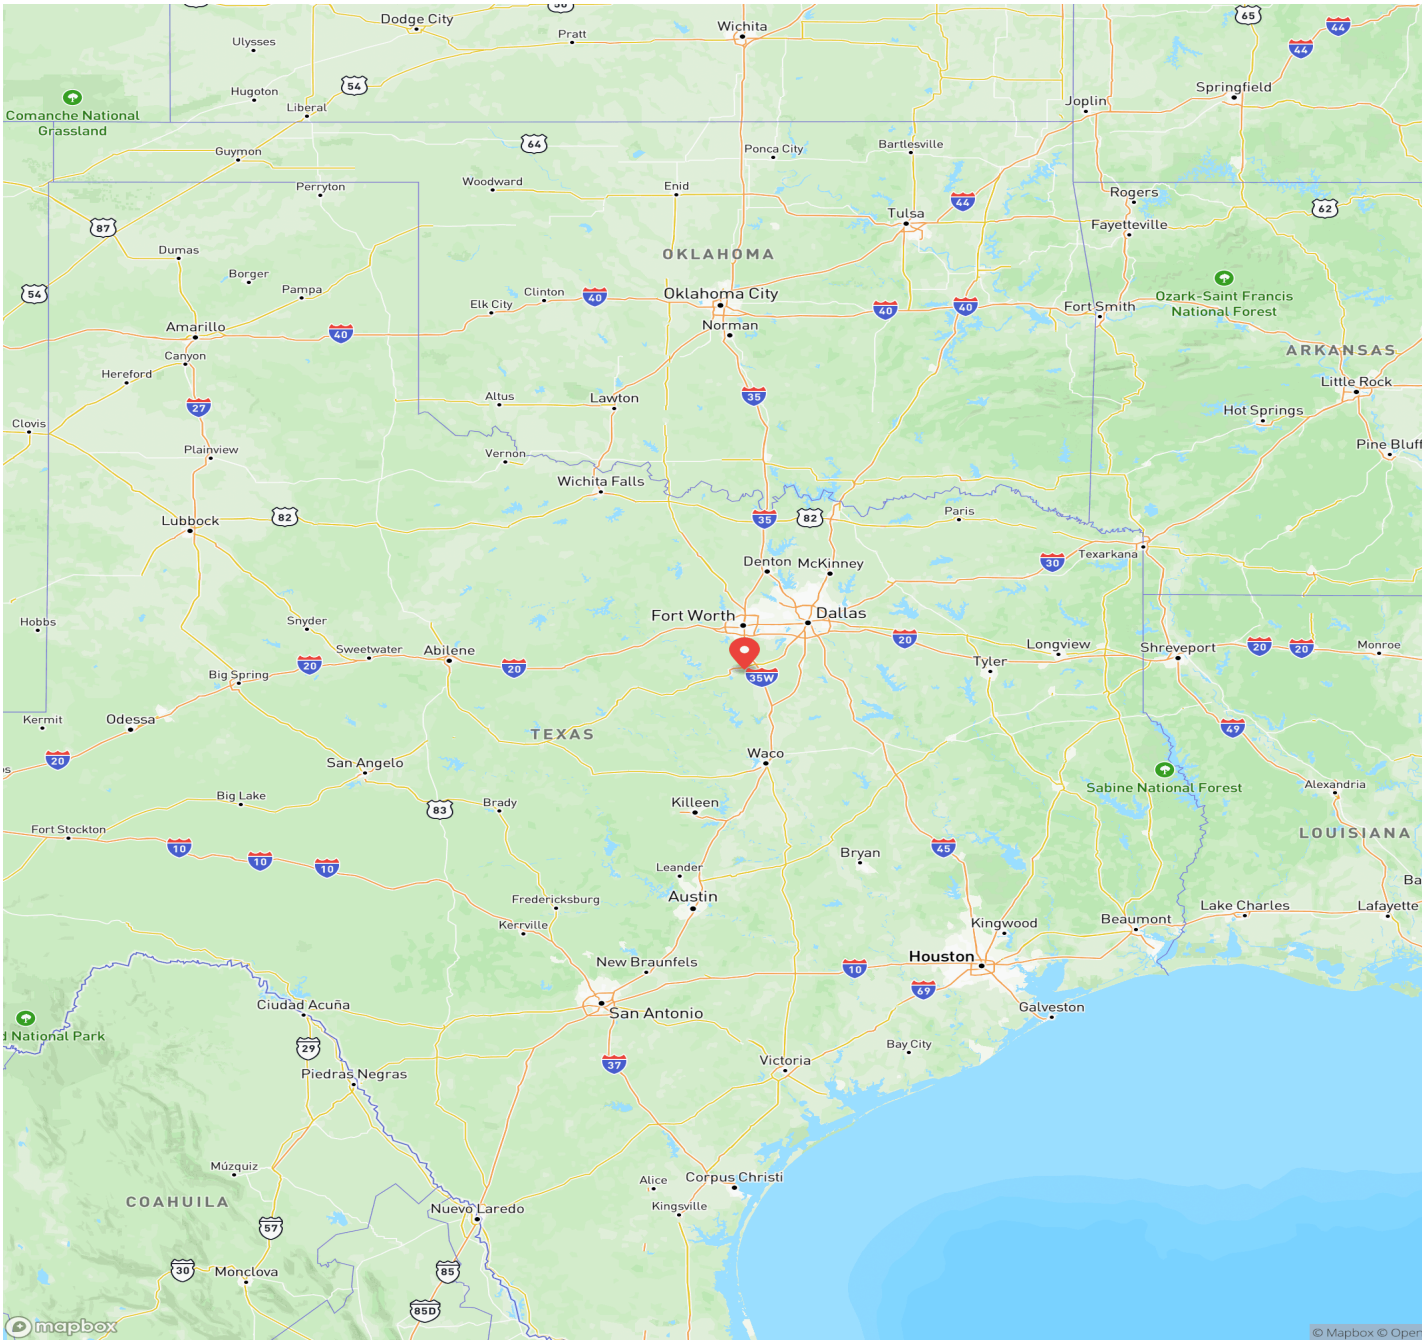 50
65
Dodge City
44
Wichita
Pratt
Ulysses
44
54
Springfield
Hugoton
Joplin
Liberal
Comanche National
Grassland
64
Bartlesville
Ponca City
Guymon
Woodward
Enid
Perryton
Rogers
44
62
Tulsa
87
Fayetteville
Dumas
OKLAHOMA
Borger
Pampa
54
Clinton
Oklahoma City
40
Elk City
Ozark-Saint Francis
National Forest
40
40
Fort Smith
Amarillo
40
Norman
Canyon
ARKANSAS
Hereford
Little Rock
Altus
Lawton
35
27
Hot Springs
Clovis
Pine Bluff
Plainview
Vernon
Wichita Falls
Paris
82
35
82
Lubbock
Texarkana
30
Denton
McKinney
Fort Worth
Dallas
Hobbs
Snyder
20
Longview
20
20
Monroe
Sweetwater
Abilene
Shreveport
20
20
Tyler
Big Spring
35W
Kermit
Odessa
49
TEXAS
Waco
20
os
San Angelo
Sabine National Forest
Alexandria
Big Lake
Brady
Killeen
83
Fort Stockton
LOUISIANA
10
10
10
45
Bryan
Leander
Ba
Austin
Fredericksburg
Lake Charles
Lafayette
Kerrville
Kingwood
Beaumont
Houston
New Braunfels
10
69
Ciudad Acuña
San Antonio
Galveston
d National Park
29
Bay City
37
Victoria
Piedras Negras
Múzquiz
Alice
Corpus Christi
COAHUILA
Nuevo Laredo
Kingsville
57
30
Monclova
85
85D
mapbox
© Mapbox © Open